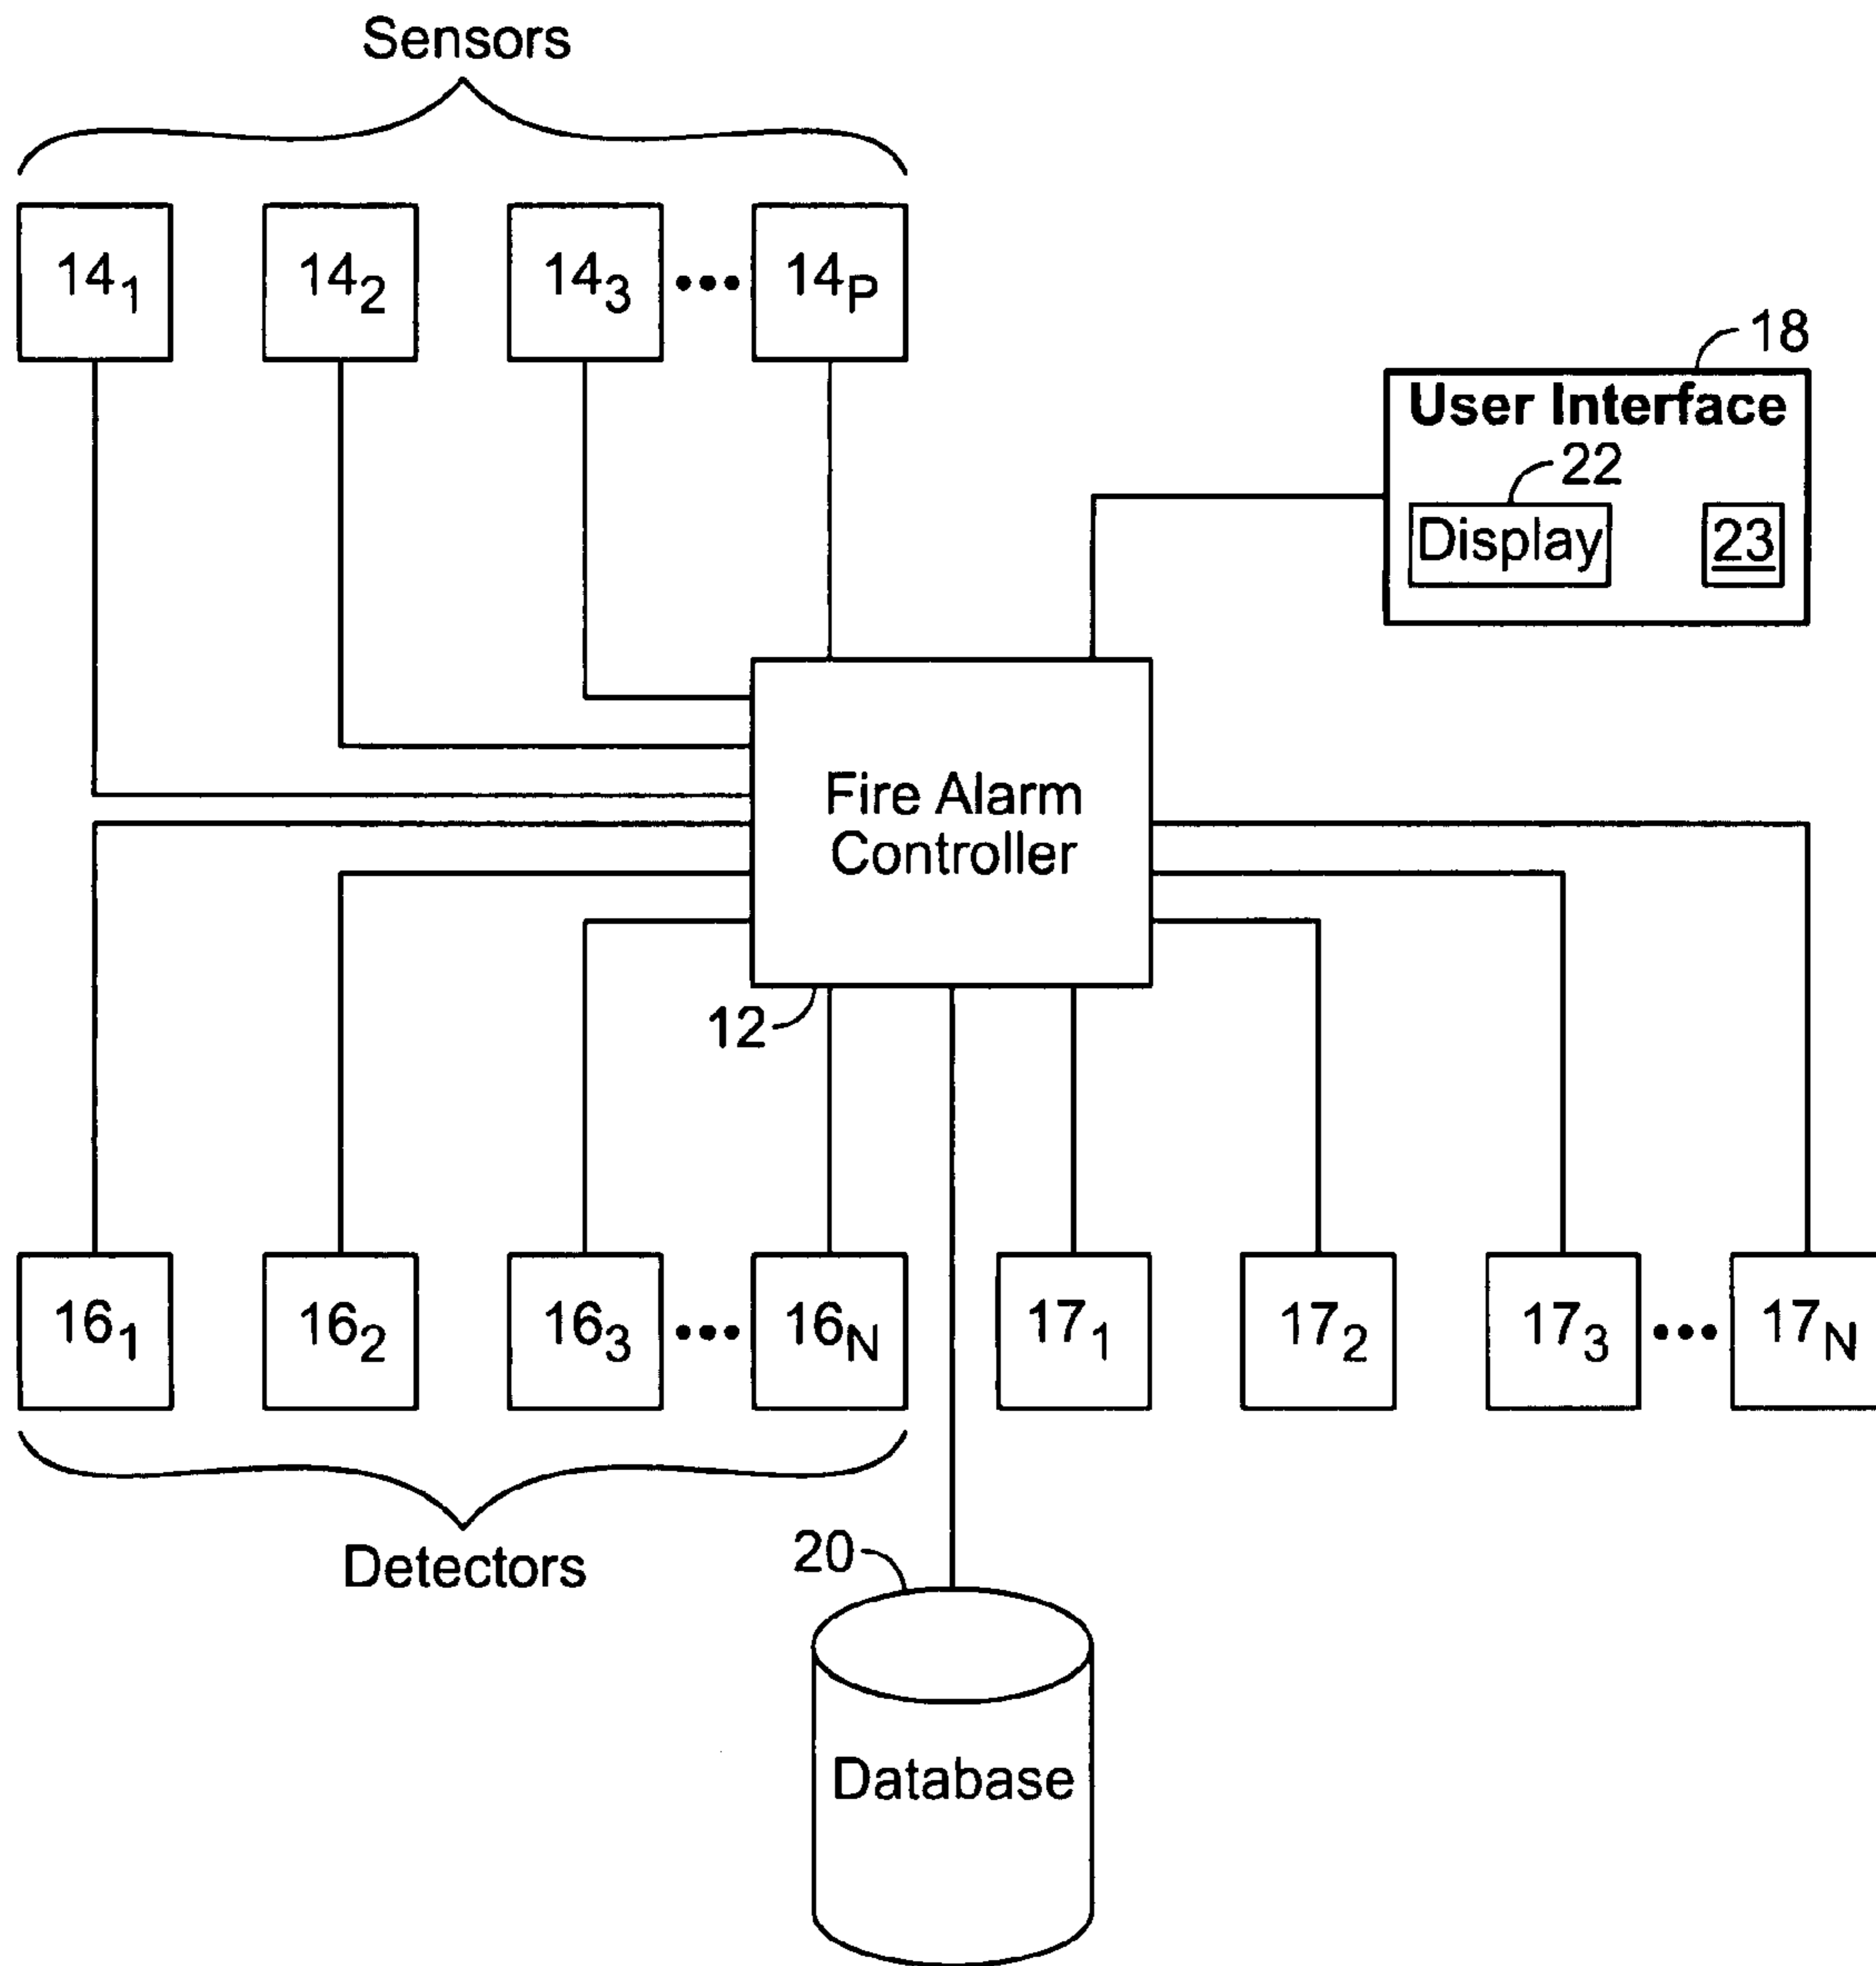 Sensors
14₁ 14₂ 14₃ ••• 14P
18
User Interface
22
Display 23
Fire Alarm
Controller
12
16₁ 16₂ 16₃ ••• 16N 17₁ 17₂ 17₃ ••• 17N
Detectors
20
Database